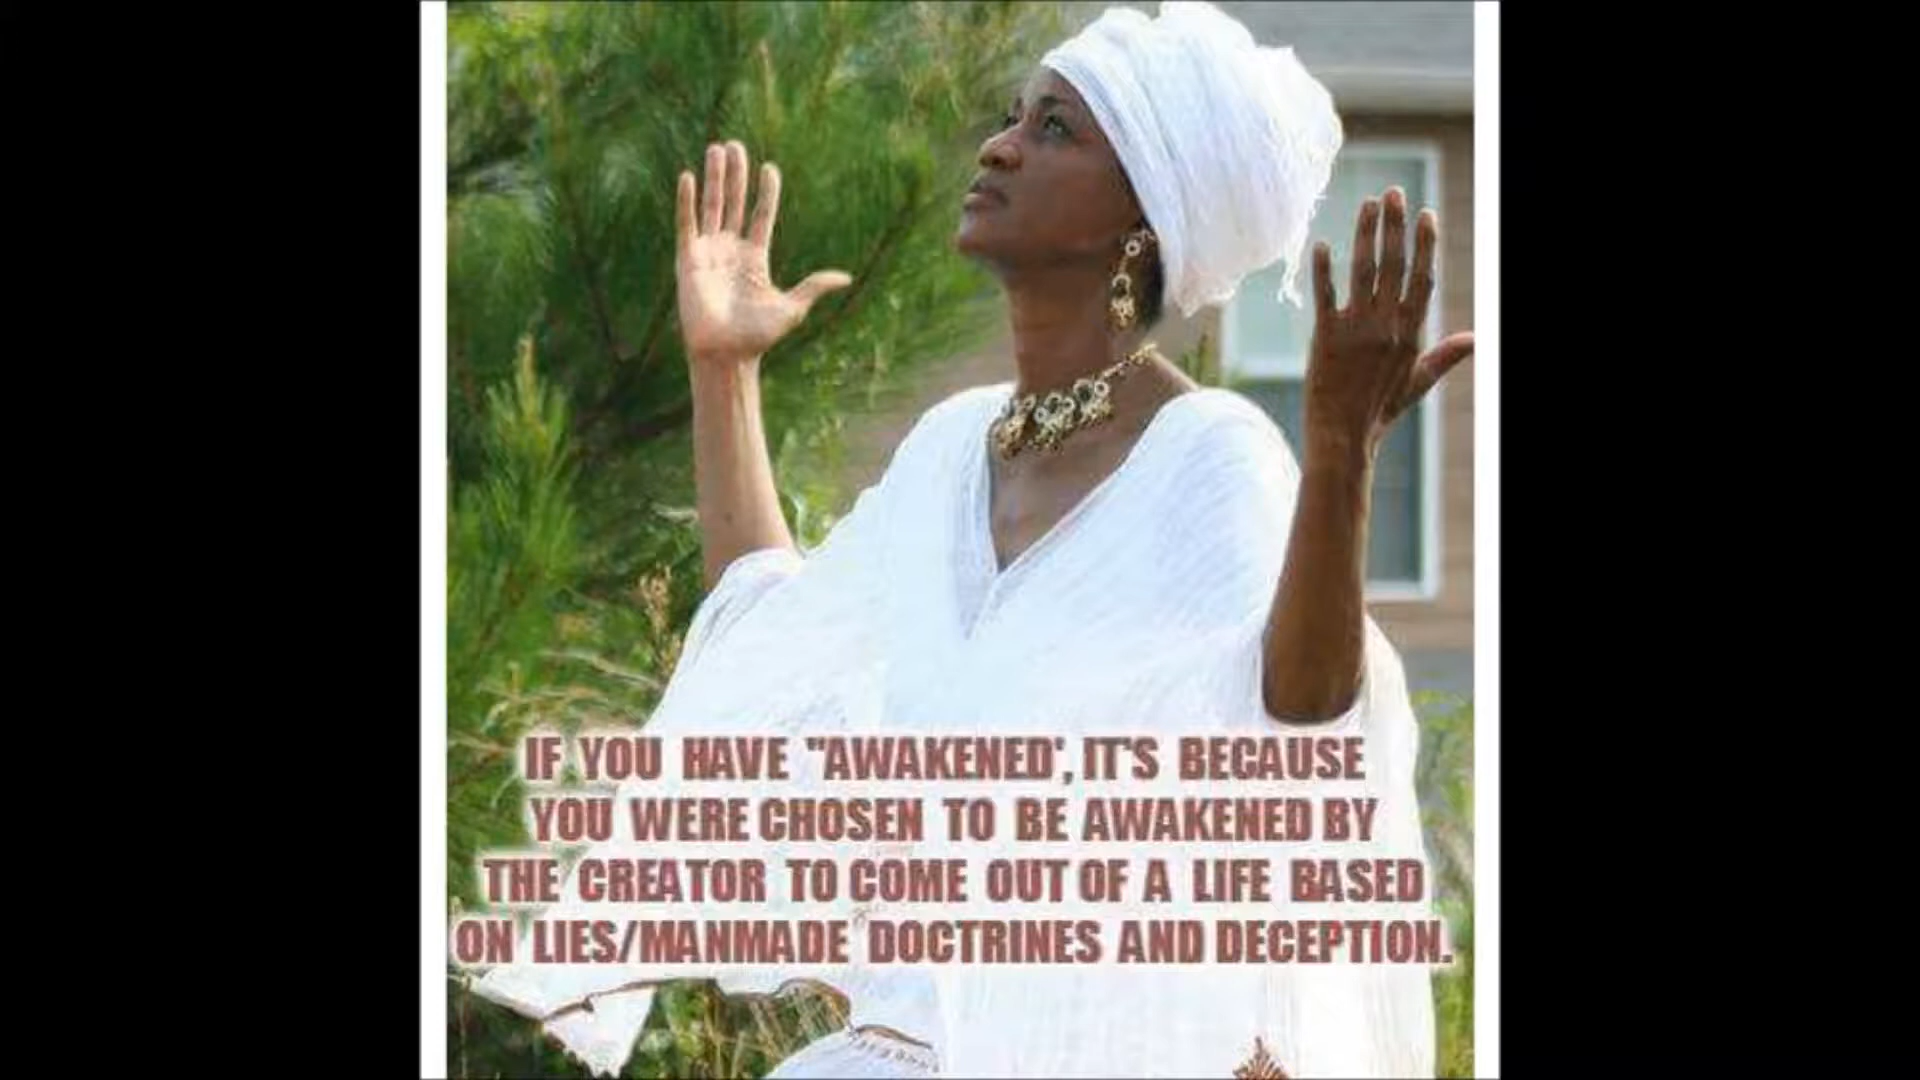 IF YOU HAVE "AWAKENED', IT'S BECAUSE
YOU WERE CHOSEN TO BE AWAKENED BY
THE CREATOR TO COME OUT OF A LIFE BASED
ON LIES/MANMADE DOCTRINES AND DECEPTION.